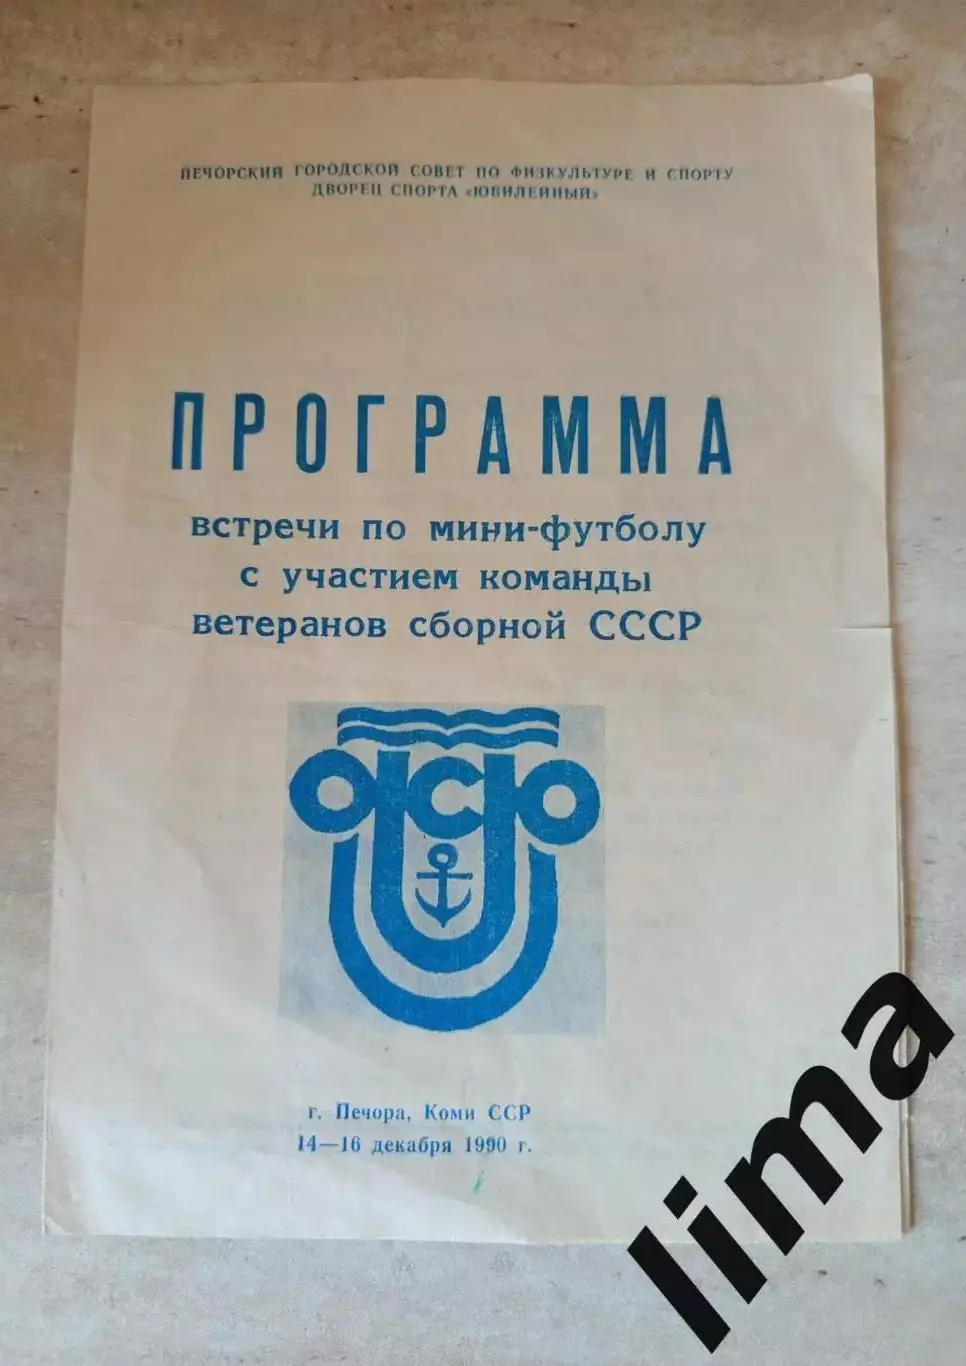 ПЕЧОРСКИЙ ГОРОДСКОЙ СОВЕТ ПО ФИЗКУЛЬТУРЕ И СПОРТУ
ДВОРЕЦ СПОРТА «ЮБИЛЕЙНЫЙ»
ПРОГРАММА
встречи по мини-футболу
с участием команды
ветеранов сборной СССР
г. Печора, Коми ССР
14—16 декабря 1990 г.
lima